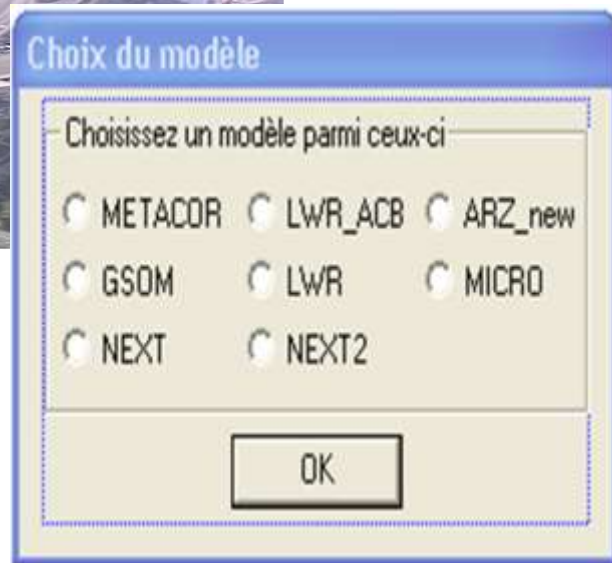 Choix du modèle
Choisissez un modèle parmi ceux-ci
METACOR LWR_ACB ARZ_new
GSOM LWR MICRO
NEXT NEXT2
OK